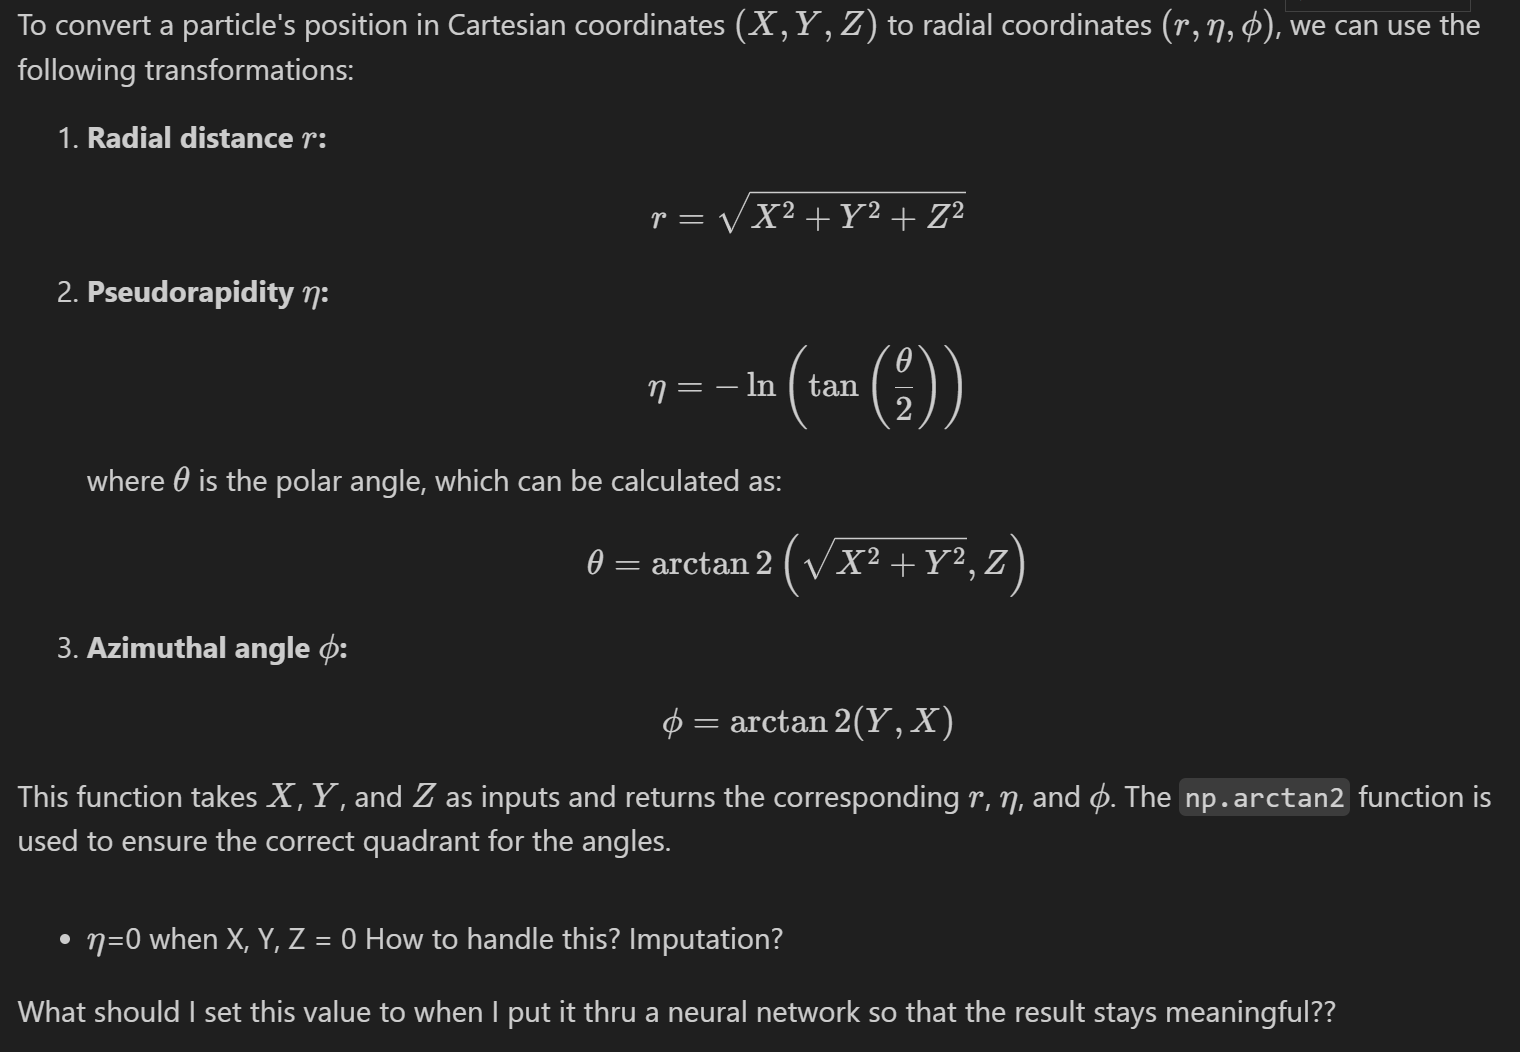 To convert a particle's position in Cartesian coordinates (X, Y, Z) to radial coordinates (r, η, ϕ), we can use the
following transformations:
1. Radial distance r:
r = √(X² + Y² + Z²)
2. Pseudorapidity η:
η = − ln (tan (θ/2))
where θ is the polar angle, which can be calculated as:
θ = arctan 2 (√(X² + Y²), Z)
3. Azimuthal angle ϕ:
ϕ = arctan 2(Y, X)
This function takes X, Y, and Z as inputs and returns the corresponding r, η, and ϕ. The np.arctan2 function is
used to ensure the correct quadrant for the angles.
• η=0 when X, Y, Z = 0 How to handle this? Imputation?
What should I set this value to when I put it thru a neural network so that the result stays meaningful??